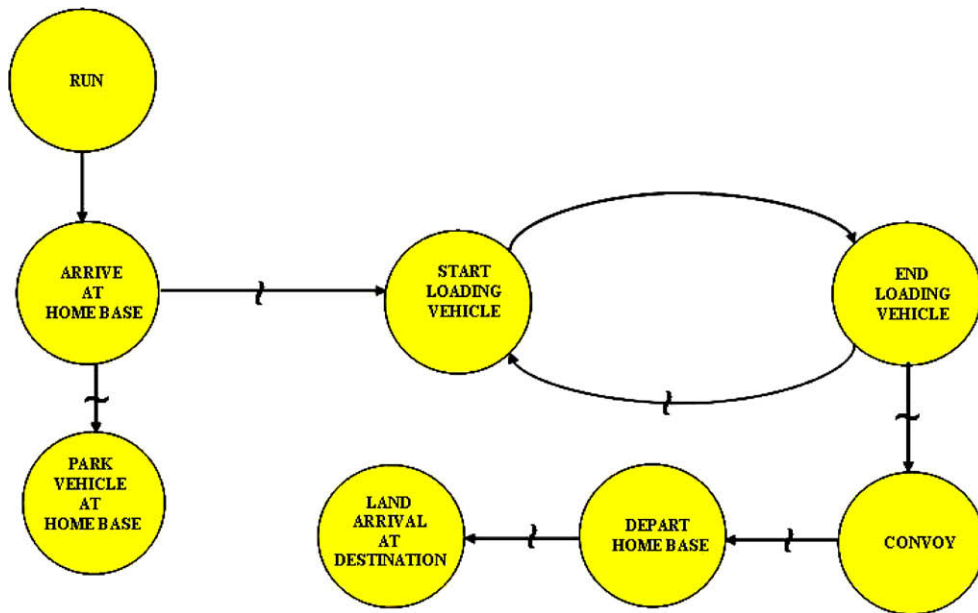 RUN
ARRIVE
AT
HOME BASE
START
LOADING
VEHICLE
END
LOADING
VEHICLE
PARK
VEHICLE
AT
HOME BASE
LAND
ARRIVAL
AT
DESTINATION
DEPART
HOME BASE
CONVOY